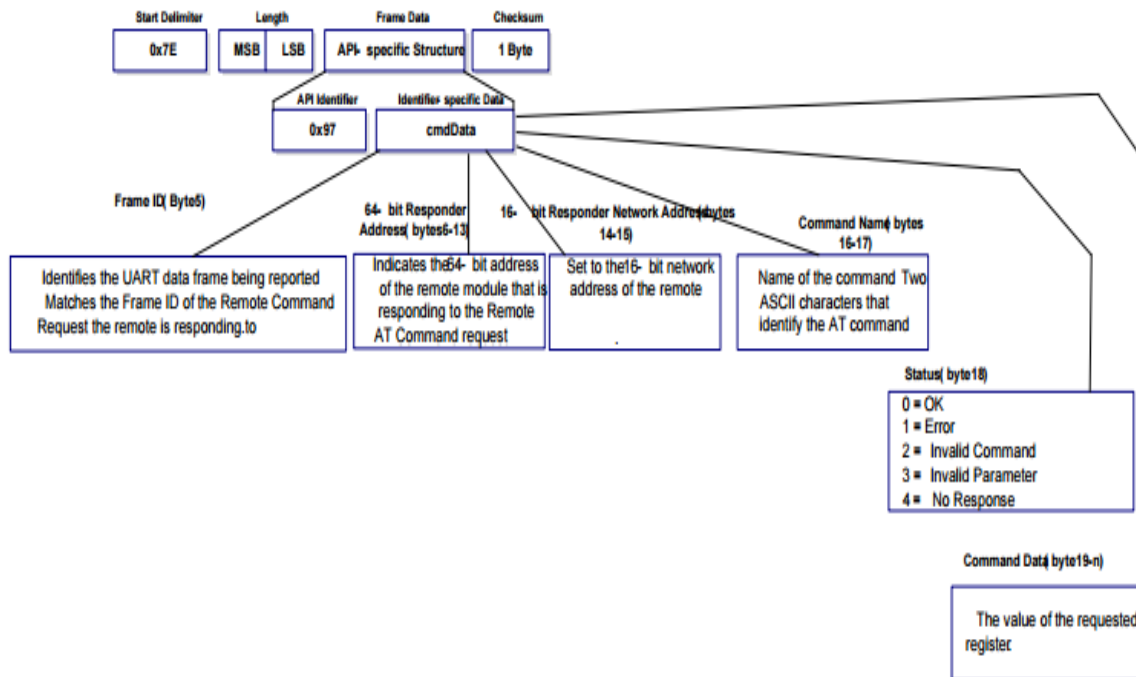 Start Delimiter Length Frame Data Checksum
0x7E MSB LSB API- specific Structure 1 Byte
API Identifier Identifier- specific Data
0x97 cmdData
Frame ID( Byte5)
64- bit Responder
Address( bytes6-13)
16- bit Responder Network Address(bytes
14-15)
Command Name( bytes
16-17)
Identifies the UART data frame being reported
Matches the Frame ID of the Remote Command
Request the remote is responding.to
Indicates the64- bit address
of the remote module that is
responding to the Remote
AT Command request
Set to the16- bit network
address of the remote
.
Name of the command Two
ASCII characters that
identify the AT command
Status( byte18)
0 = OK
1 = Error
2 = Invalid Command
3 = Invalid Parameter
4 = No Response
Command Data( byte19-n)
The value of the requested
register.